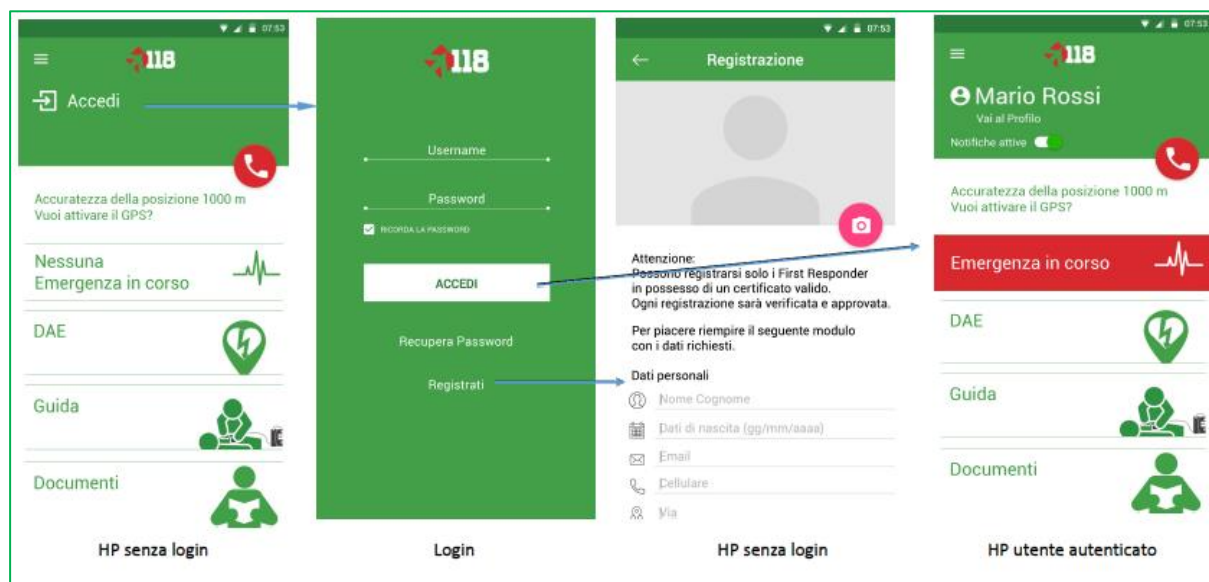 07:53
118
Accedi
Accuratezza della posizione 1000 m
Vuoi attivare il GPS?
Nessuna
Emergenza in corso
DAE
Guida
Documenti
HP senza login
118
Username
Password
RICORDA LA PASSWORD
ACCEDI
Recupera Password
Registrati
Login
07:53
Registrazione
Attenzione:
Possono registrarsi solo i First Responder
in possesso di un certificato valido.
Ogni registrazione sarà verificata e approvata.
Per piacere riempire il seguente modulo
con i dati richiesti.
Dati personali
Nome Cognome
Dati di nascita (gg/mm/aaaa)
Email
Cellulare
Via
HP senza login
07:53
118
Mario Rossi
Vai al Profilo
Notifiche attive
Accuratezza della posizione 1000 m
Vuoi attivare il GPS?
Emergenza in corso
DAE
Guida
Documenti
HP utente autenticato